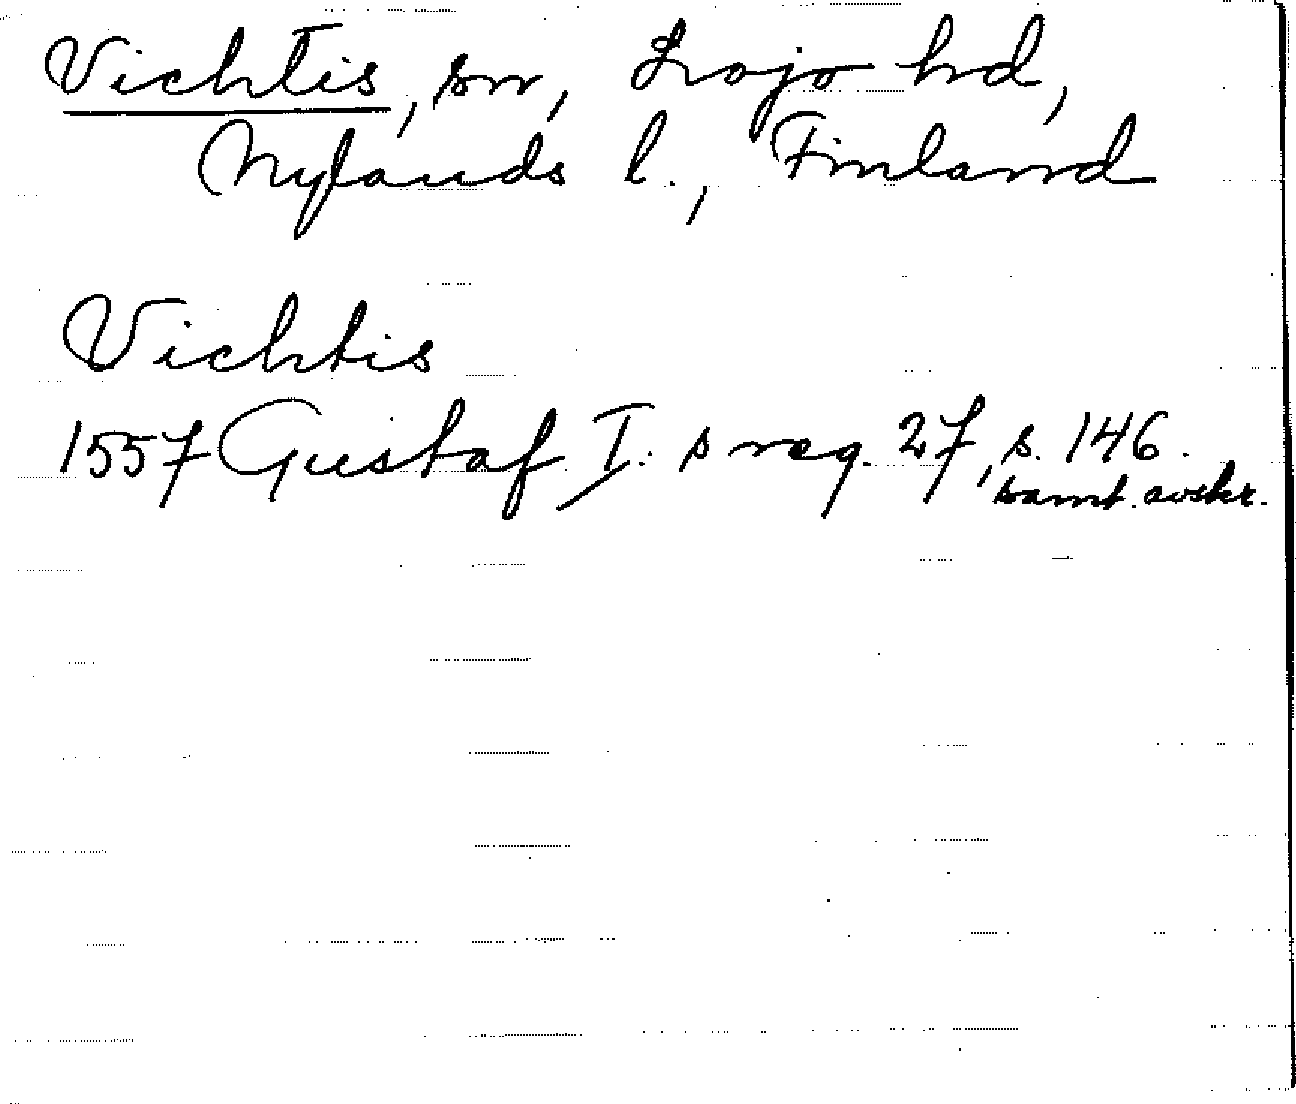 Vichtis, sn, Lojo hd,
Nylands l., Finland
Vichtis
1557 Gustaf I:s reg. 27, s. 146.
samt. avskr.